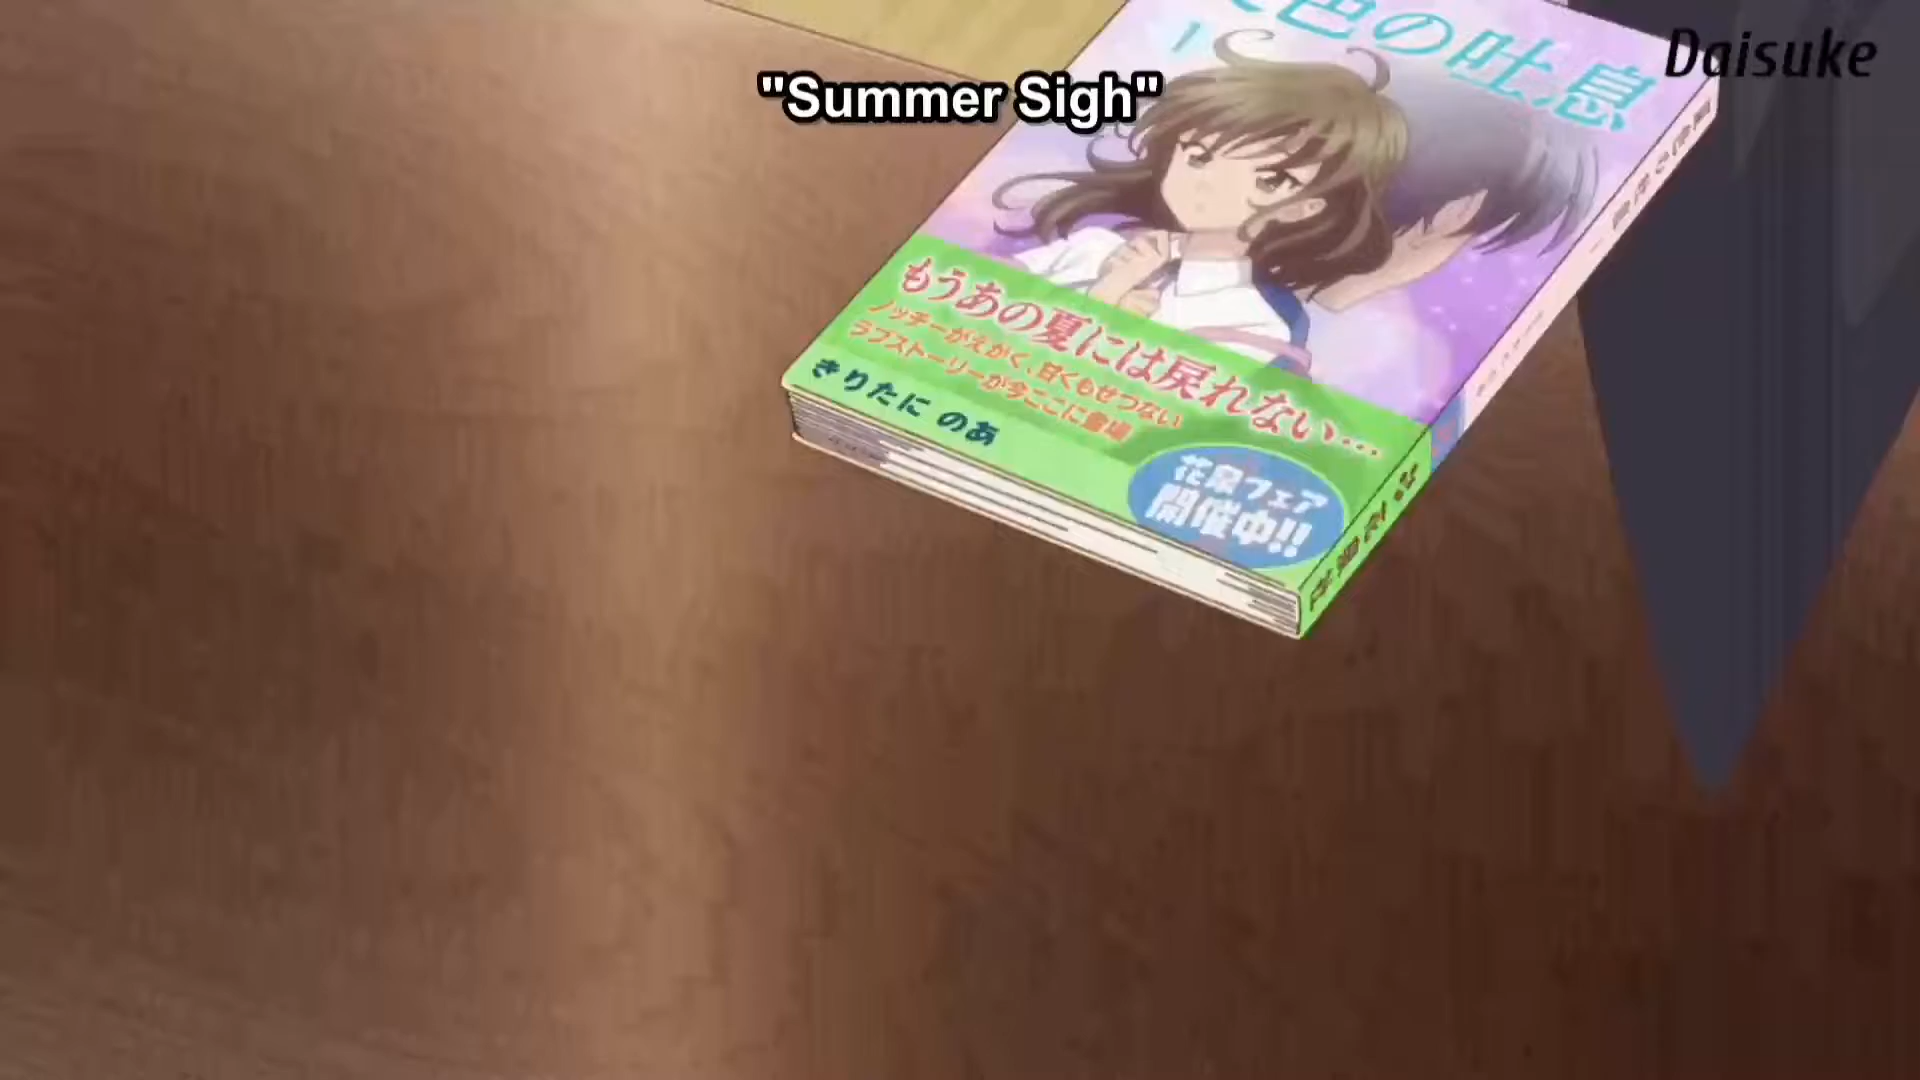 Daisuke
"Summer Sigh"
色の吐息
1
もうあの夏には戻れない…
ノッチーがえがく、甘くもせつない
ラブストーリーが今ここに登場
きりたに のあ
花泉フェア
開催中!!